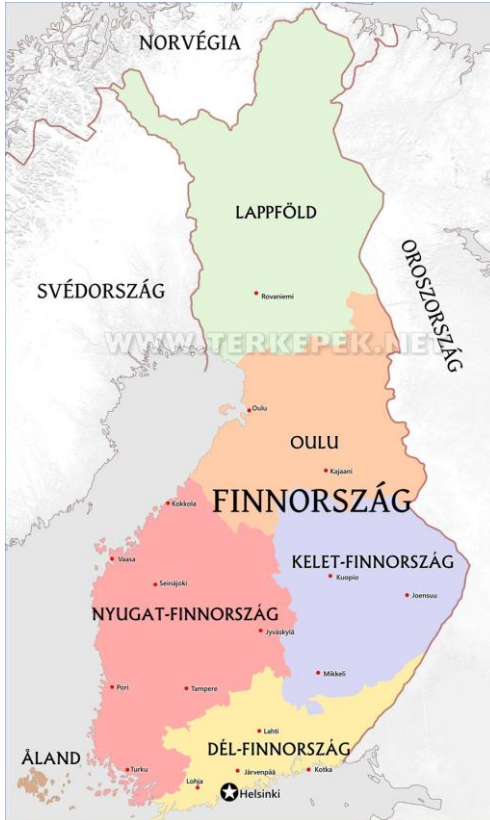 NORVÉGIA
LAPPFÖLD
OROSZORSZÁG
SVÉDORSZÁG
Rovaniemi
WWW.TERKEPEK.NET
Oulu
OULU
Kajaani
FINNORSZÁG
Kokkola
Vaasa
KELET-FINNORSZÁG
Kuopio
Seinäjoki
Joensuu
NYUGAT-FINNORSZÁG
Jyväskylä
Mikkeli
Pori
Tampere
Lahti
DÉL-FINNORSZÁG
ÅLAND
Turku
Järvenpää
Kotka
Lohja
Helsinki